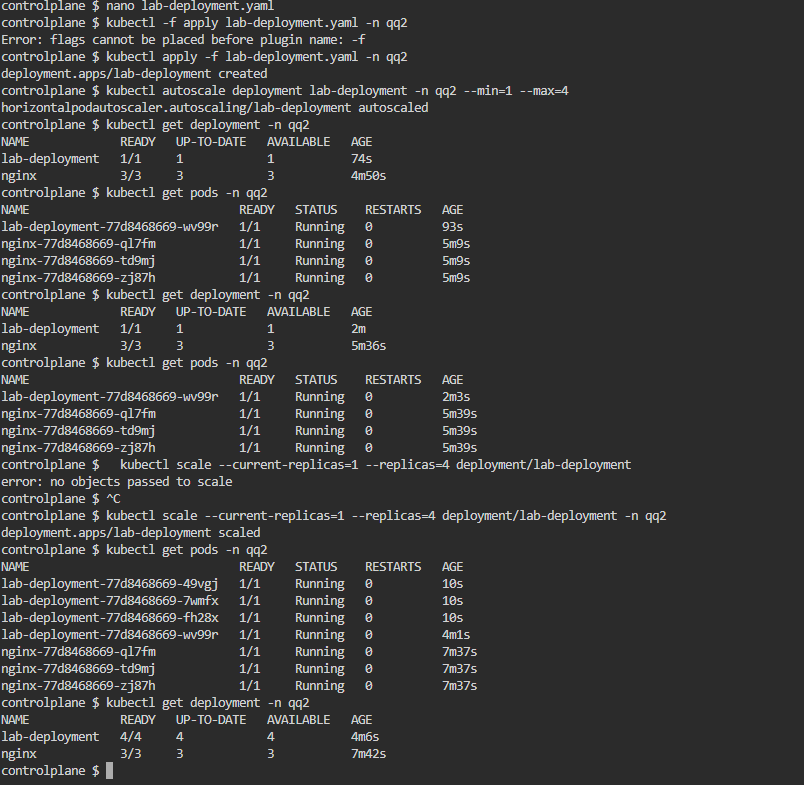 controlplane $ nano lab-deployment.yaml
controlplane $ kubectl -f apply lab-deployment.yaml -n qq2
Error: flags cannot be placed before plugin name: -f
controlplane $ kubectl apply -f lab-deployment.yaml -n qq2
deployment.apps/lab-deployment created
controlplane $ kubectl autoscale deployment lab-deployment -n qq2 --min=1 --max=4
horizontalpodautoscaler.autoscaling/lab-deployment autoscaled
controlplane $ kubectl get deployment -n qq2
NAME READY UP-TO-DATE AVAILABLE AGE
lab-deployment 1/1 1 1 74s
nginx 3/3 3 3 4m50s
controlplane $ kubectl get pods -n qq2
NAME READY STATUS RESTARTS AGE
lab-deployment-77d8468669-wv99r 1/1 Running 0 93s
nginx-77d8468669-ql7fm 1/1 Running 0 5m9s
nginx-77d8468669-td9mj 1/1 Running 0 5m9s
nginx-77d8468669-zj87h 1/1 Running 0 5m9s
controlplane $ kubectl get deployment -n qq2
NAME READY UP-TO-DATE AVAILABLE AGE
lab-deployment 1/1 1 1 2m
nginx 3/3 3 3 5m36s
controlplane $ kubectl get pods -n qq2
NAME READY STATUS RESTARTS AGE
lab-deployment-77d8468669-wv99r 1/1 Running 0 2m3s
nginx-77d8468669-ql7fm 1/1 Running 0 5m39s
nginx-77d8468669-td9mj 1/1 Running 0 5m39s
nginx-77d8468669-zj87h 1/1 Running 0 5m39s
controlplane $ kubectl scale --current-replicas=1 --replicas=4 deployment/lab-deployment
error: no objects passed to scale
controlplane $ ^C
controlplane $ kubectl scale --current-replicas=1 --replicas=4 deployment/lab-deployment -n qq2
deployment.apps/lab-deployment scaled
controlplane $ kubectl get pods -n qq2
NAME READY STATUS RESTARTS AGE
lab-deployment-77d8468669-49vgj 1/1 Running 0 10s
lab-deployment-77d8468669-7wmfx 1/1 Running 0 10s
lab-deployment-77d8468669-fh28x 1/1 Running 0 10s
lab-deployment-77d8468669-wv99r 1/1 Running 0 4m1s
nginx-77d8468669-ql7fm 1/1 Running 0 7m37s
nginx-77d8468669-td9mj 1/1 Running 0 7m37s
nginx-77d8468669-zj87h 1/1 Running 0 7m37s
controlplane $ kubectl get deployment -n qq2
NAME READY UP-TO-DATE AVAILABLE AGE
lab-deployment 4/4 4 4 4m6s
nginx 3/3 3 3 7m42s
controlplane $